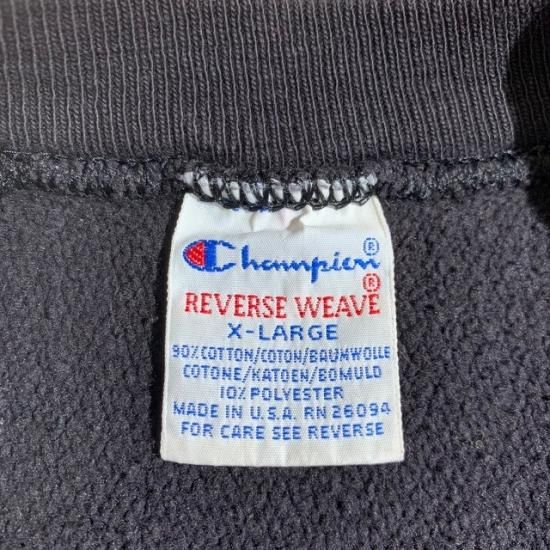 Champion®
REVERSE WEAVE®
X-LARGE
90% COTTON/COTON/BAUMWOLLE
COTONE/KATOEN/BOMULD
10% POLYESTER
MADE IN U.S.A. RN 26094
FOR CARE SEE REVERSE